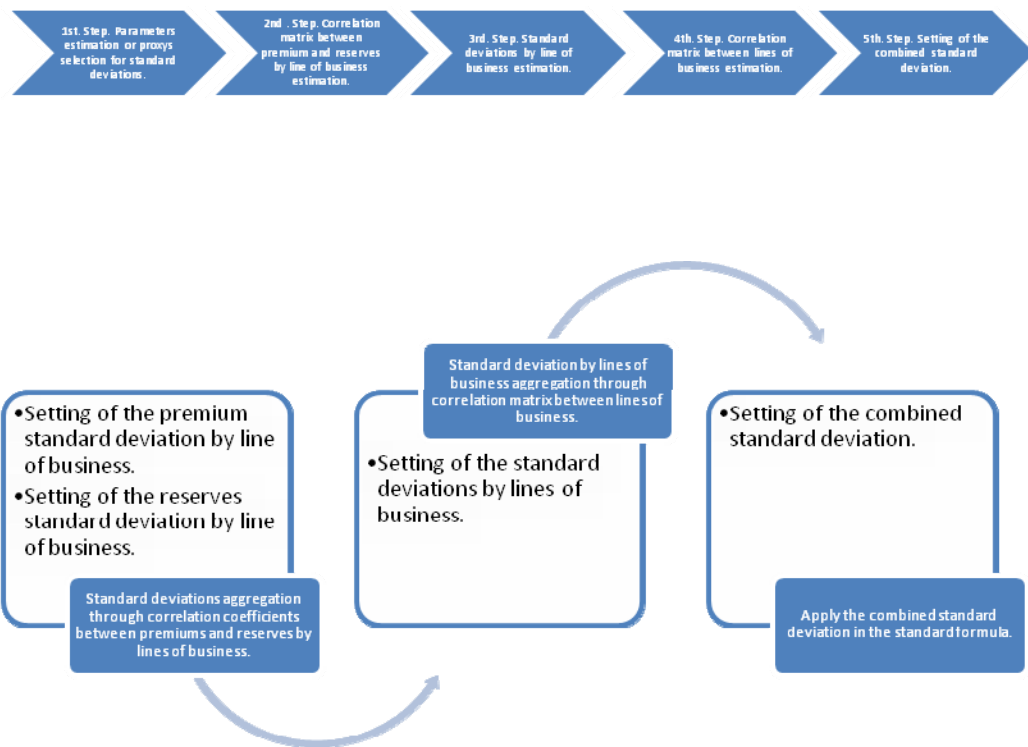 1st. Step. Parameters
estimation or proxys
selection for standard
deviations.
2nd . Step. Correlation
matrix between
premium and reserves
by line of business
estimation.
3rd. Step. Standard
deviations by line of
business estimation.
4th. Step. Correlation
matrix between lines of
business estimation.
5th. Step. Setting of the
combined standard
deviation.
•Setting of the premium
standard deviation by line
of business.
•Setting of the reserves
standard deviation by line
of business.
Standard deviations aggregation
through correlation coefficients
between premiums and reserves by
lines of business.
Standard deviation by lines of
business aggregation through
correlation matrix between lines of
business.
•Setting of the standard
deviations by lines of
business.
•Setting of the combined
standard deviation.
Apply the combined standard
deviation in the standard formula.